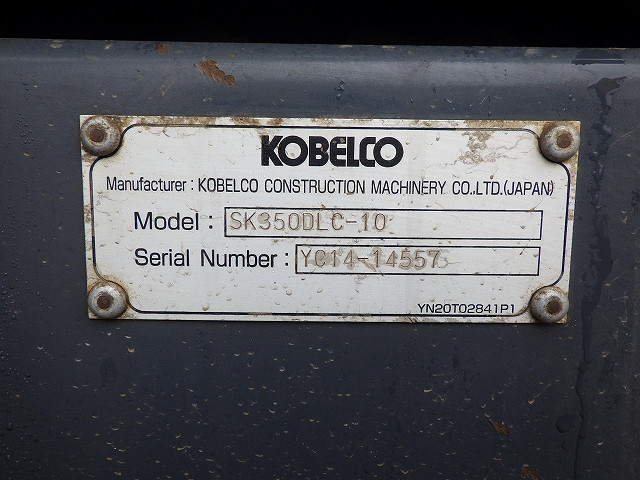 KOBELCO
Manufacturer : KOBELCO CONSTRUCTION MACHINERY CO.,LTD.(JAPAN)
Model : SK350DLC-10
Serial Number : YC14-14557
YN20T02841P1